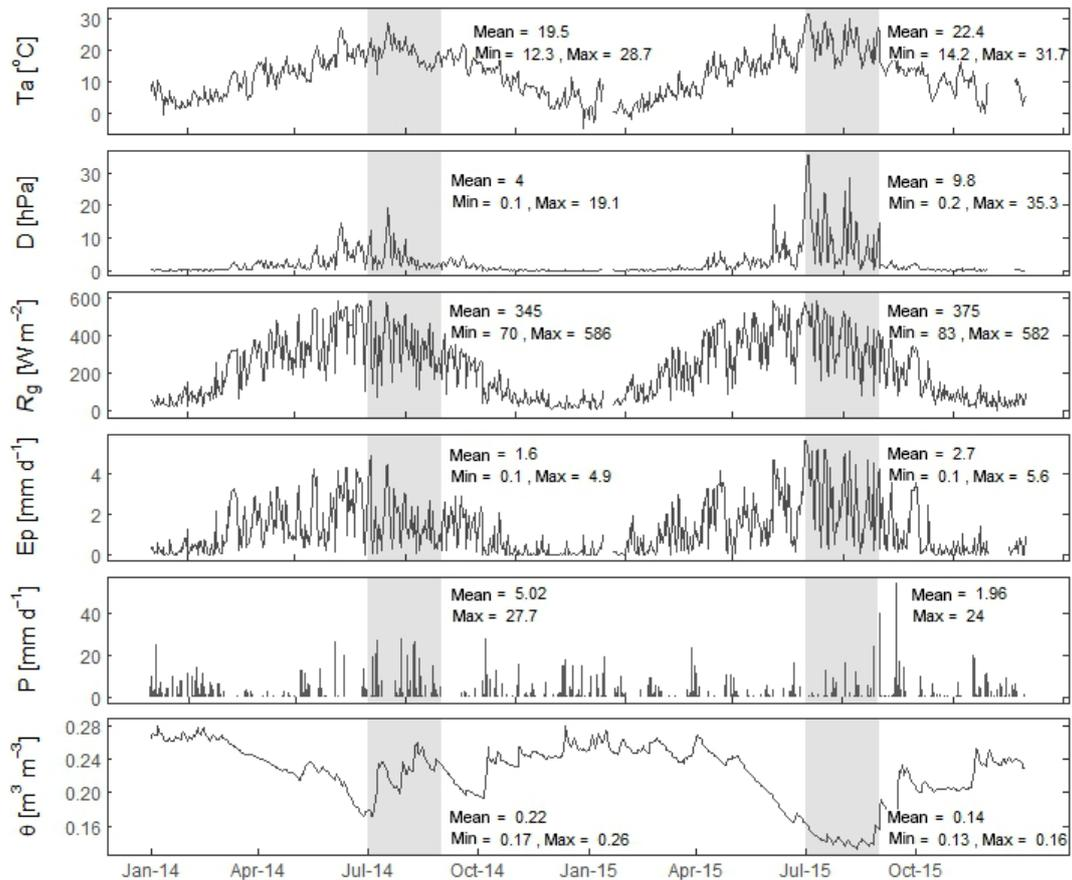 Ta [°C]
30
20
10
0
Mean = 19.5
Min = 12.3 , Max = 28.7
Mean = 22.4
Min = 14.2 , Max = 31.7
D [hPa]
30
20
10
0
Mean = 4
Min = 0.1 , Max = 19.1
Mean = 9.8
Min = 0.2 , Max = 35.3
Rg [W m−2]
600
400
200
0
Mean = 345
Min = 70 , Max = 586
Mean = 375
Min = 83 , Max = 582
Ep [mm d−1]
4
2
0
Mean = 1.6
Min = 0.1 , Max = 4.9
Mean = 2.7
Min = 0.1 , Max = 5.6
P [mm d−1]
40
20
0
Mean = 5.02
Max = 27.7
Mean = 1.96
Max = 24
θ [m3 m−3]
0.28
0.24
0.20
0.16
Mean = 0.22
Min = 0.17 , Max = 0.26
Mean = 0.14
Min = 0.13 , Max = 0.16
Jan-14 Apr-14 Jul-14 Oct-14 Jan-15 Apr-15 Jul-15 Oct-15